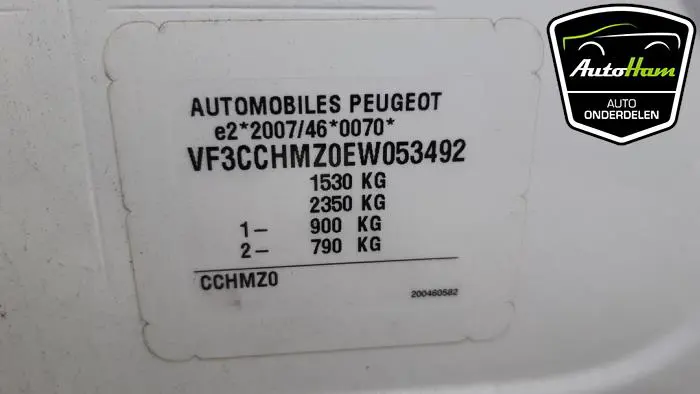 AUTOMOBILES PEUGEOT
e2*2007/46*0070*
VF3CCHMZ0EW053492
1530 KG
2350 KG
1- 900 KG
2- 790 KG
CCHMZ0
200460582
AutoHam
AUTO
ONDERDELEN